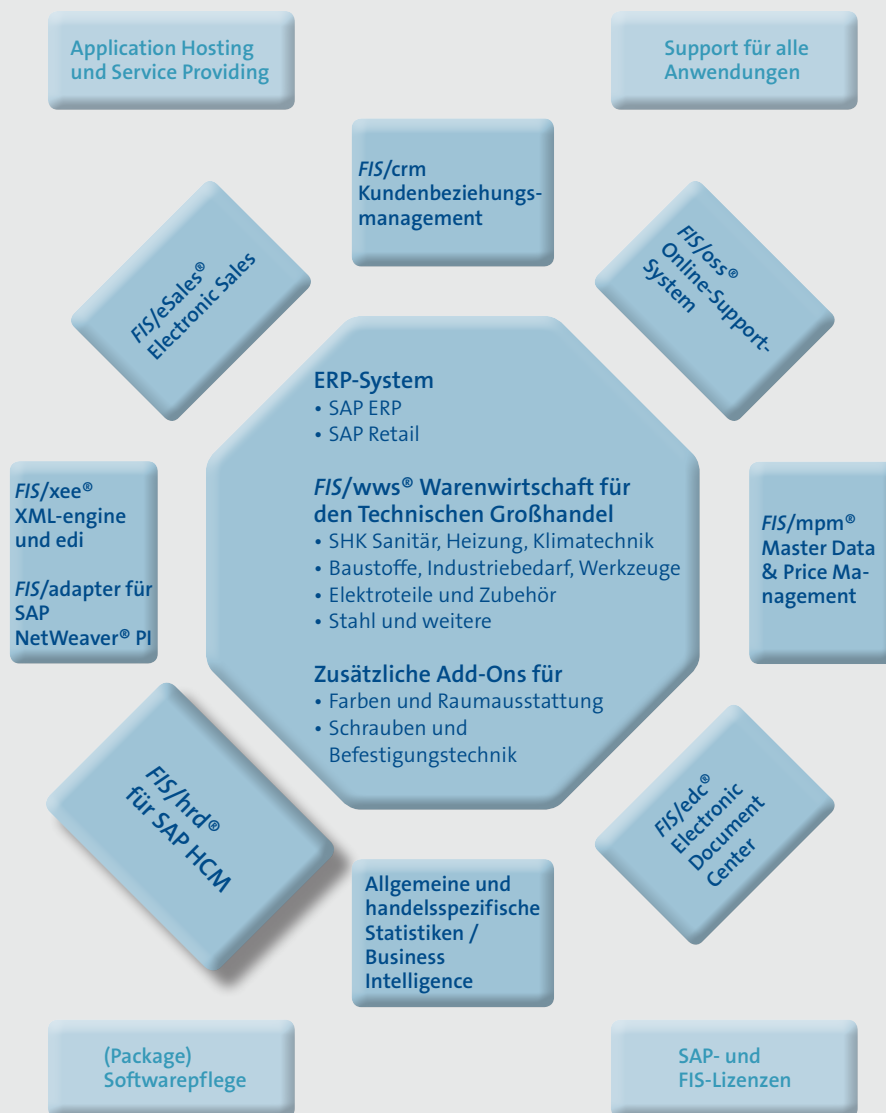 Application Hosting
und Service Providing
Support für alle
Anwendungen
FIS/crm
Kundenbeziehungs-
management
FIS/eSales®
Electronic Sales
FIS/oss®
Online-Support-
System
ERP-System
• SAP ERP
• SAP Retail
FIS/wws® Warenwirtschaft für
den Technischen Großhandel
• SHK Sanitär, Heizung, Klimatechnik
• Baustoffe, Industriebedarf, Werkzeuge
• Elektroteile und Zubehör
• Stahl und weitere
Zusätzliche Add-Ons für
• Farben und Raumausstattung
• Schrauben und
Befestigungstechnik
FIS/xee®
XML-engine
und edi
FIS/adapter für
SAP
NetWeaver® PI
FIS/mpm®
Master Data
& Price Ma-
nagement
FIS/hrd®
für SAP HCM
FIS/edc®
Electronic
Document
Center
Allgemeine und
handelsspezifische
Statistiken /
Business
Intelligence
(Package)
Softwarepflege
SAP- und
FIS-Lizenzen